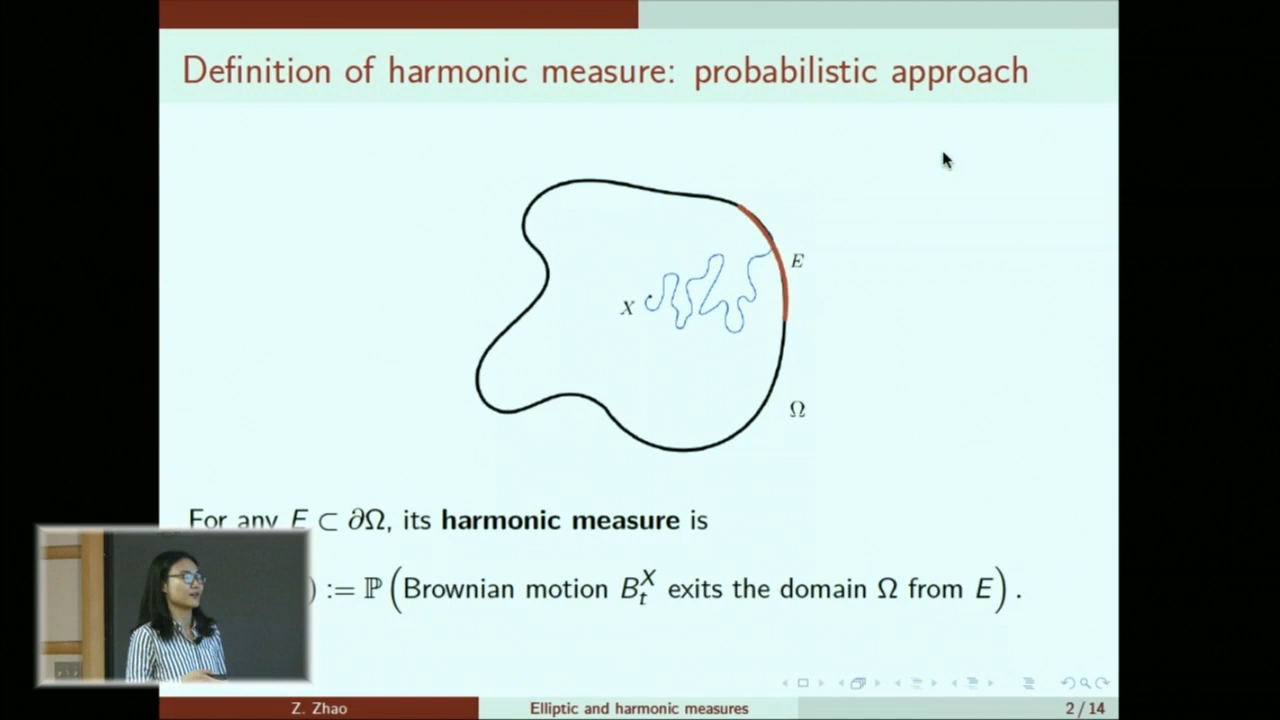 Definition of harmonic measure: probabilistic approach
E
X
Ω
For any E ⊂ ∂Ω, its harmonic measure is
) := ℙ (Brownian motion B_t^X exits the domain Ω from E) .
Z. Zhao
Elliptic and harmonic measures
2 / 14